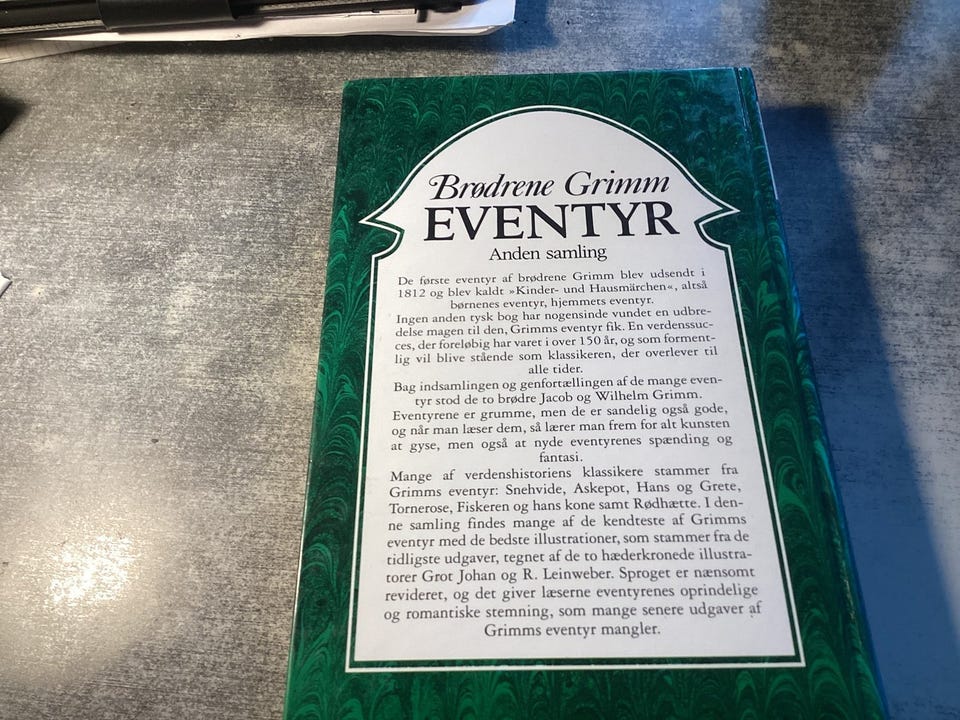 Brødrene Grimm
EVENTYR
Anden samling
De første eventyr af brødrene Grimm blev udsendt i
1812 og blev kaldt »Kinder- und Hausmärchen«, altså
børnenes eventyr, hjemmets eventyr.
Ingen anden tysk bog har nogensinde vundet en udbre-
delse magen til den, Grimms eventyr fik. En verdenssuc-
ces, der foreløbig har varet i over 150 år, og som forment-
lig vil blive stående som klassikeren, der overlever til
alle tider.
Bag indsamlingen og genfortællingen af de mange even-
tyr stod de to brødre Jacob og Wilhelm Grimm.
Eventyrene er grumme, men de er sandelig også gode,
og når man læser dem, så lærer man frem for alt kunsten
at gyse, men også at nyde eventyrenes spænding og
fantasi.
Mange af verdenshistoriens klassikere stammer fra
Grimms eventyr: Snehvide, Askepot, Hans og Grete,
Tornerose, Fiskeren og hans kone samt Rødhætte. I den-
ne samling findes mange af de kendteste af Grimms
eventyr med de bedste illustrationer, som stammer fra de
tidligste udgaver, tegnet af de to hæderkronede illustra-
torer Grot Johan og R. Leinweber. Sproget er nænsomt
revideret, og det giver læserne eventyrenes oprindelige
og romantiske stemning, som mange senere udgaver af
Grimms eventyr mangler.